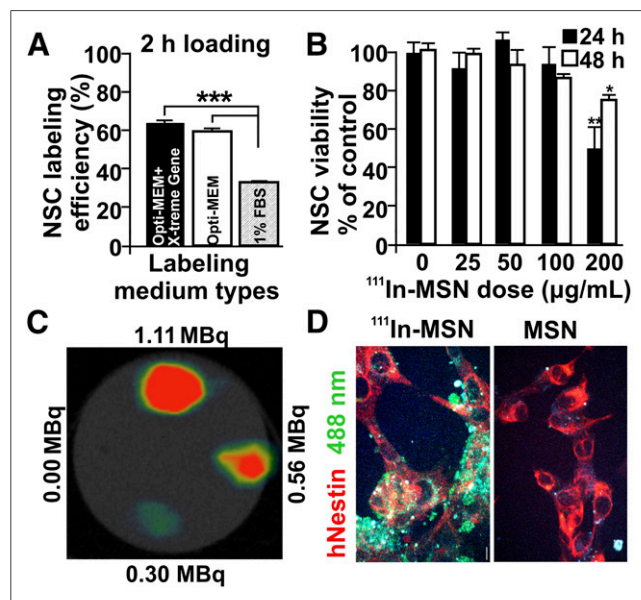 A
2 h loading
NSC labeling
efficiency (%)
100
80
60
40
20
0
***
Opti-MEM+
X-treme Gene
Opti-MEM
1% FBS
Labeling
medium types
B
24 h
48 h
NSC viability
% of control
100
80
60
40
20
0
**
*
0 25 50 100 200
¹¹¹In-MSN dose (µg/mL)
C
1.11 MBq
0.00 MBq
0.56 MBq
0.30 MBq
D
¹¹¹In-MSN
MSN
hNestin 488 nm